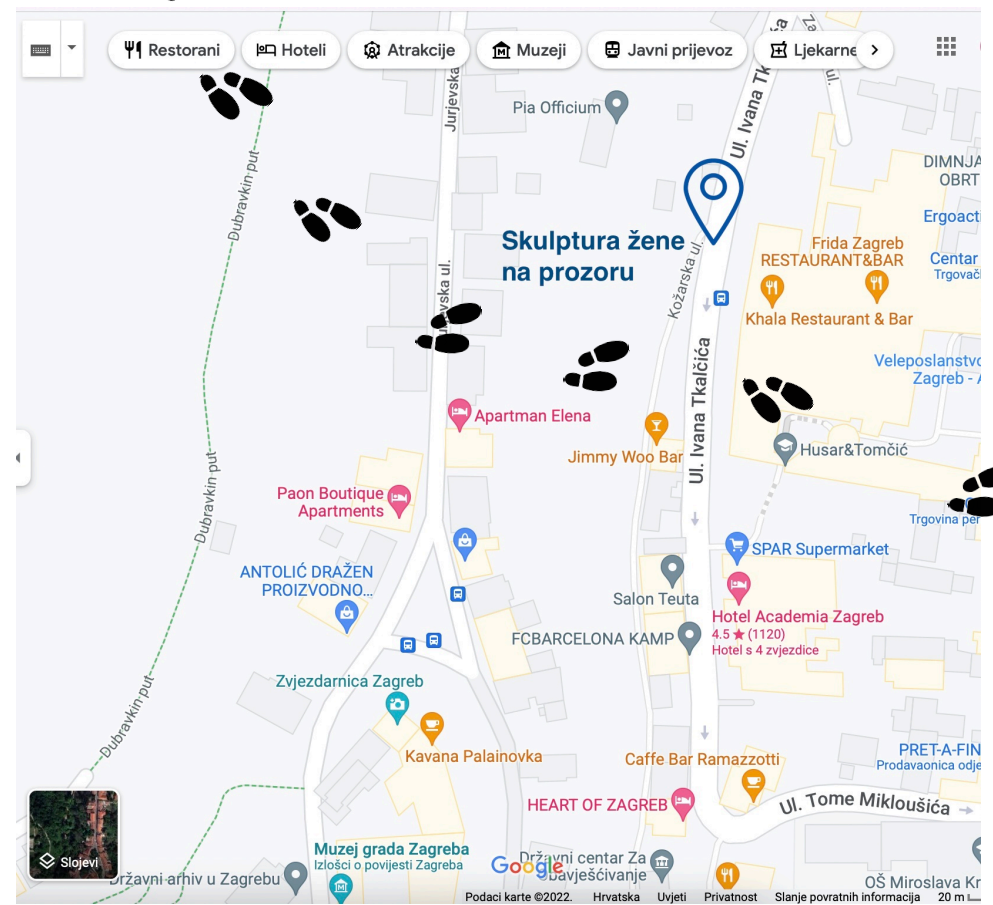 Restorani
Hoteli
Atrakcije
Muzeji
Javni prijevoz
Ljekarne
Jurjevska
Ul. Ivana Tk
Za
ul.
Pia Officium
DIMNJA
OBRT
Dubravkin put
Ergoacti
Skulptura žene
na prozoru
Kožarska ul.
Frida Zagreb
RESTAURANT&BAR
Centar
Trgovač
Khala Restaurant & Bar
Ul. Ivana Tkalčića
Veleposlanstvo
Zagreb - A
Apartman Elena
Jimmy Woo Bar
Husar&Tomčić
Dubravkin put
Paon Boutique
Apartments
Trgovina per
SPAR Supermarket
ANTOLIĆ DRAŽEN
PROIZVODNO...
Salon Teuta
Hotel Academia Zagreb
4.5 ★ (1120)
Hotel s 4 zvjezdice
FCBARCELONA KAMP
Zvjezdarnica Zagreb
Dubravkin put
Kavana Palainovka
Caffe Bar Ramazzotti
PRET-A-FIN
Prodavaonica odje
HEART OF ZAGREB
Ul. Tome Mikloušića
Muzej grada Zagreba
Izlošci o povijesti Zagreba
Slojevi
Državni arhiv u Zagrebu
Google
Državni centar Za
Obavješćivanje
OŠ Miroslava Kr
Podaci karte ©2022. Hrvatska Uvjeti Privatnost Slanje povratnih informacija 20 m